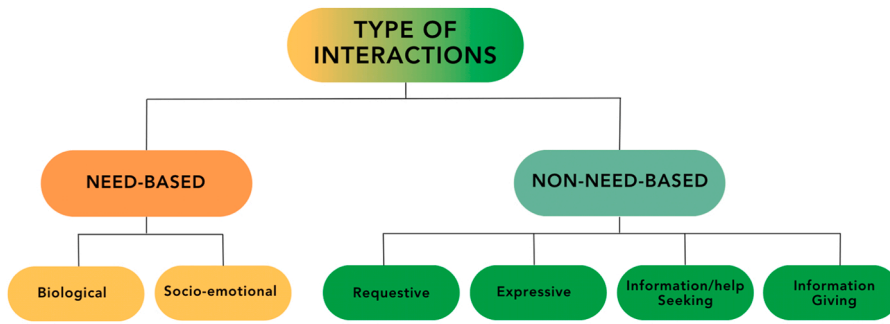 TYPE OF
INTERACTIONS
NEED-BASED
NON-NEED-BASED
Biological
Socio-emotional
Requestive
Expressive
Information/help
Seeking
Information
Giving